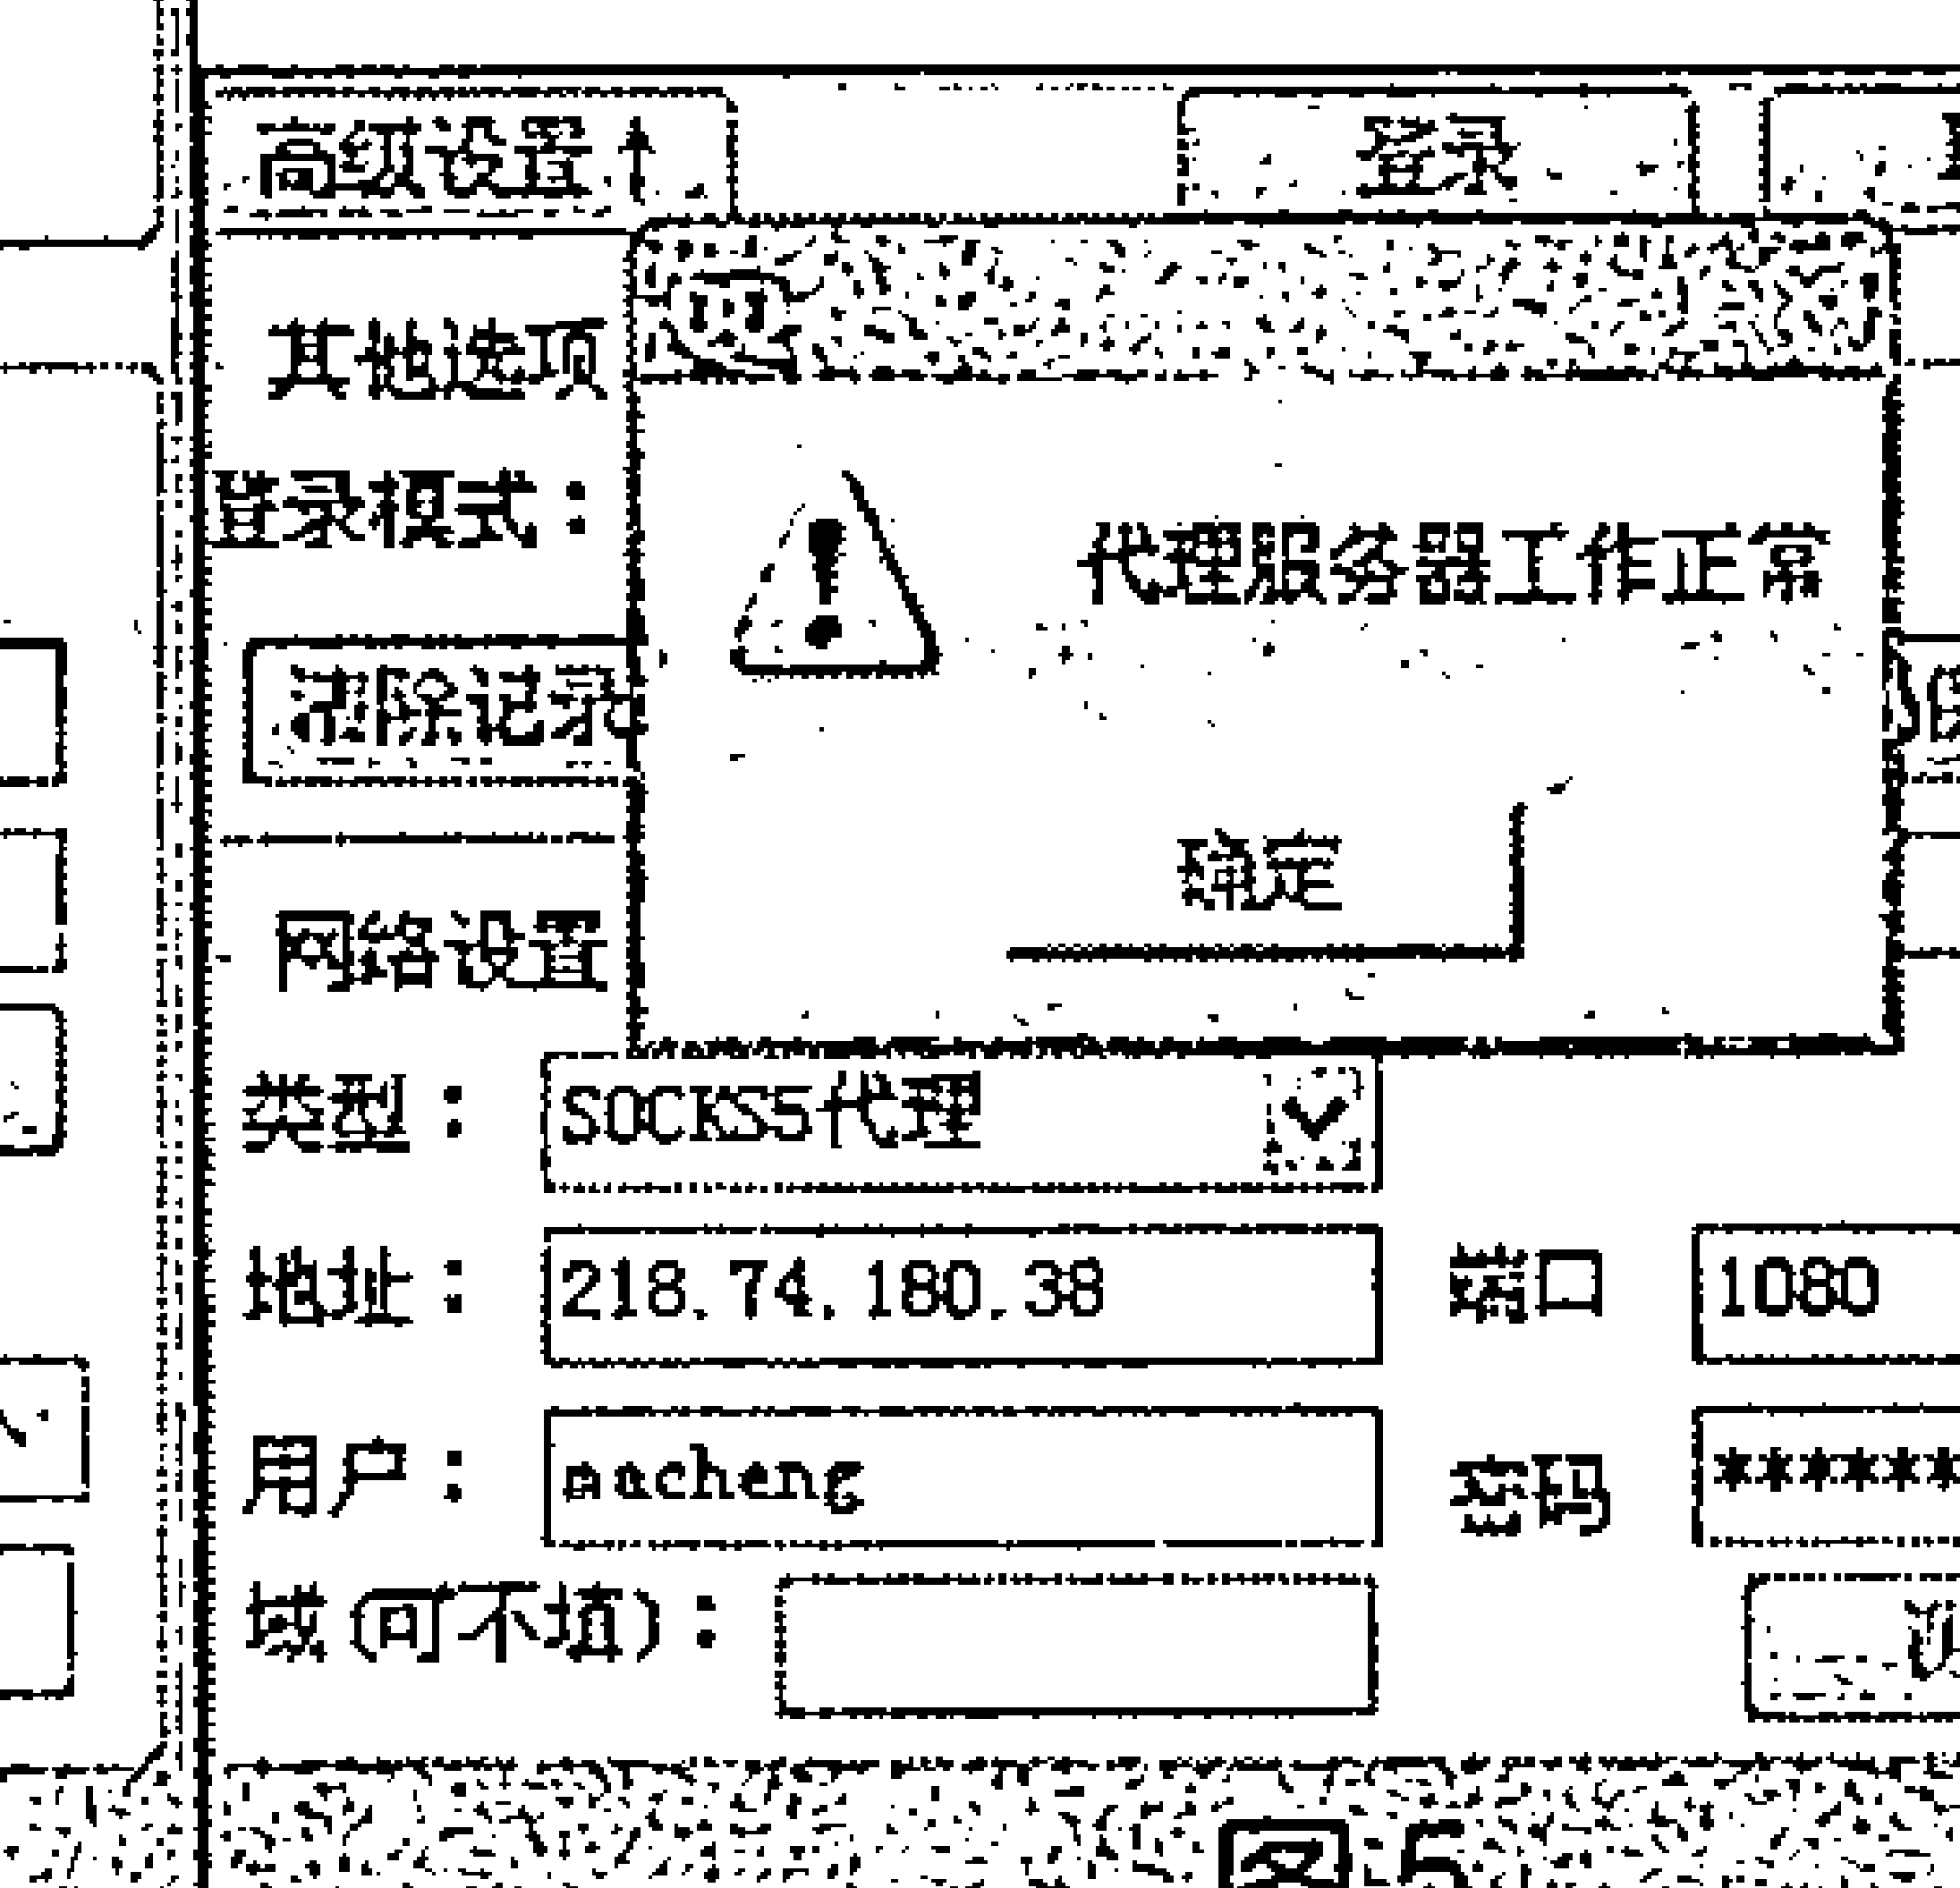 高级设置↑ 登录
其他选项
登录模式：
代理服务器工作正常
清除记录
确定
网络设置
类型： SOCKS5代理
地址： 218.74.180.38 端口 1080
用户： macheng 密码 ******
域(可不填)：
图 5